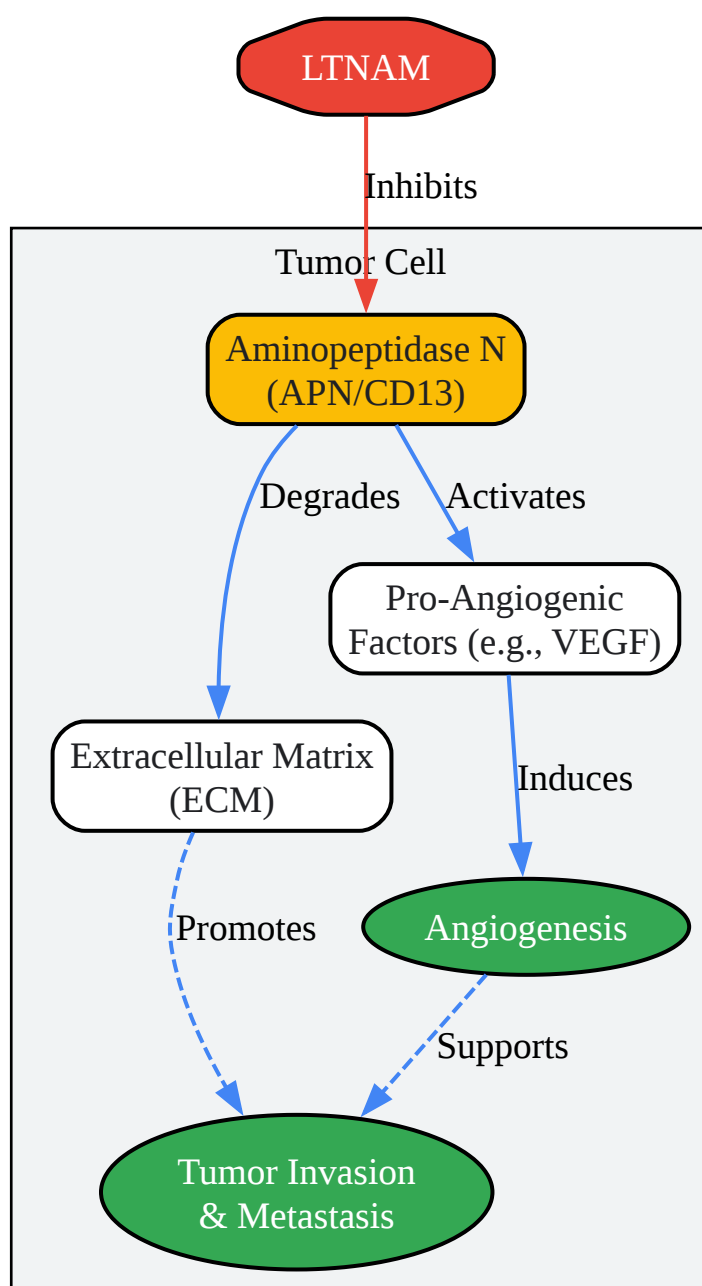 LTNAM
Inhibits
Tumor Cell
Aminopeptidase N
(APN/CD13)
Degrades
Activates
Pro-Angiogenic
Factors (e.g., VEGF)
Extracellular Matrix
(ECM)
Induces
Promotes
Angiogenesis
Supports
Tumor Invasion
& Metastasis